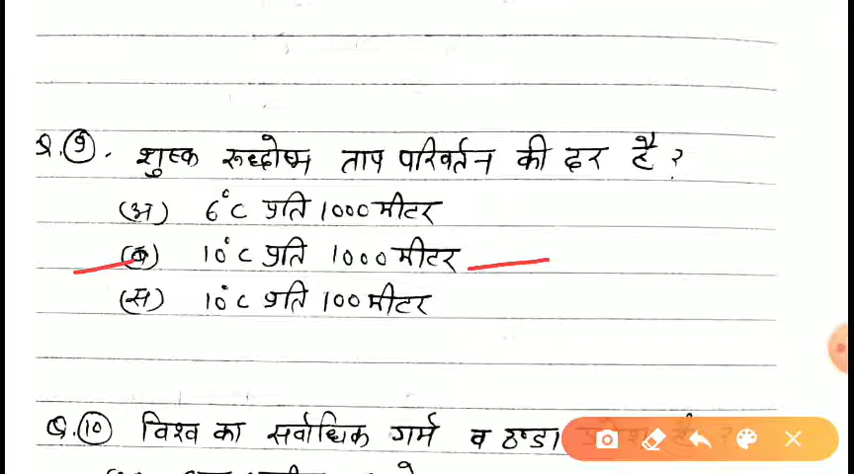 प्र.(9). शुष्क रूध्दोष्म ताप परिवर्तन की दर है ?
(अ) 6°C प्रति 1000 मीटर
(ब) 10°C प्रति 1000 मीटर
(स) 10°C प्रति 100 मीटर
Q.(10) विश्व का सर्वाधिक गर्म व ठण्डा